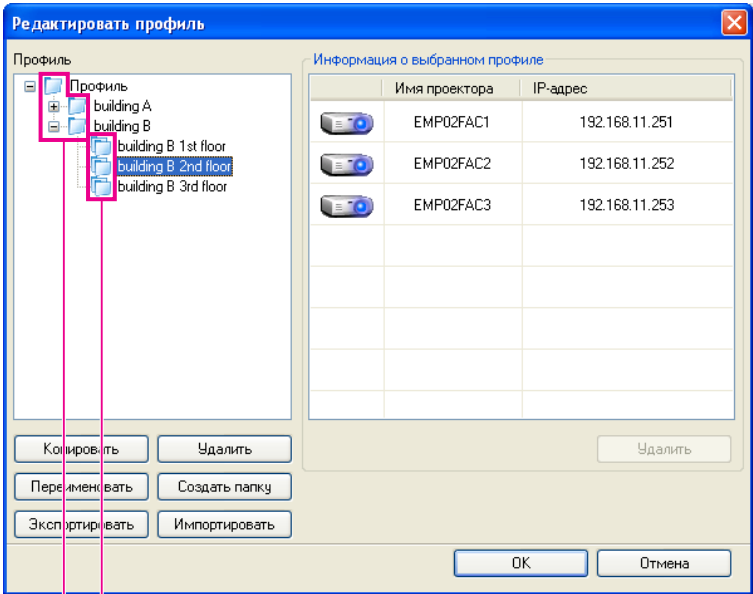 Редактировать профиль
Профиль
Профиль
building A
building B
building B 1st floor
building B 2nd floor
building B 3rd floor
Копировать
Удалить
Переименовать
Создать папку
Экспортировать
Импортировать
Информация о выбранном профиле
Имя проектора IP-адрес
EMP02FAC1 192.168.11.251
EMP02FAC2 192.168.11.252
EMP02FAC3 192.168.11.253
Удалить
OK
Отмена